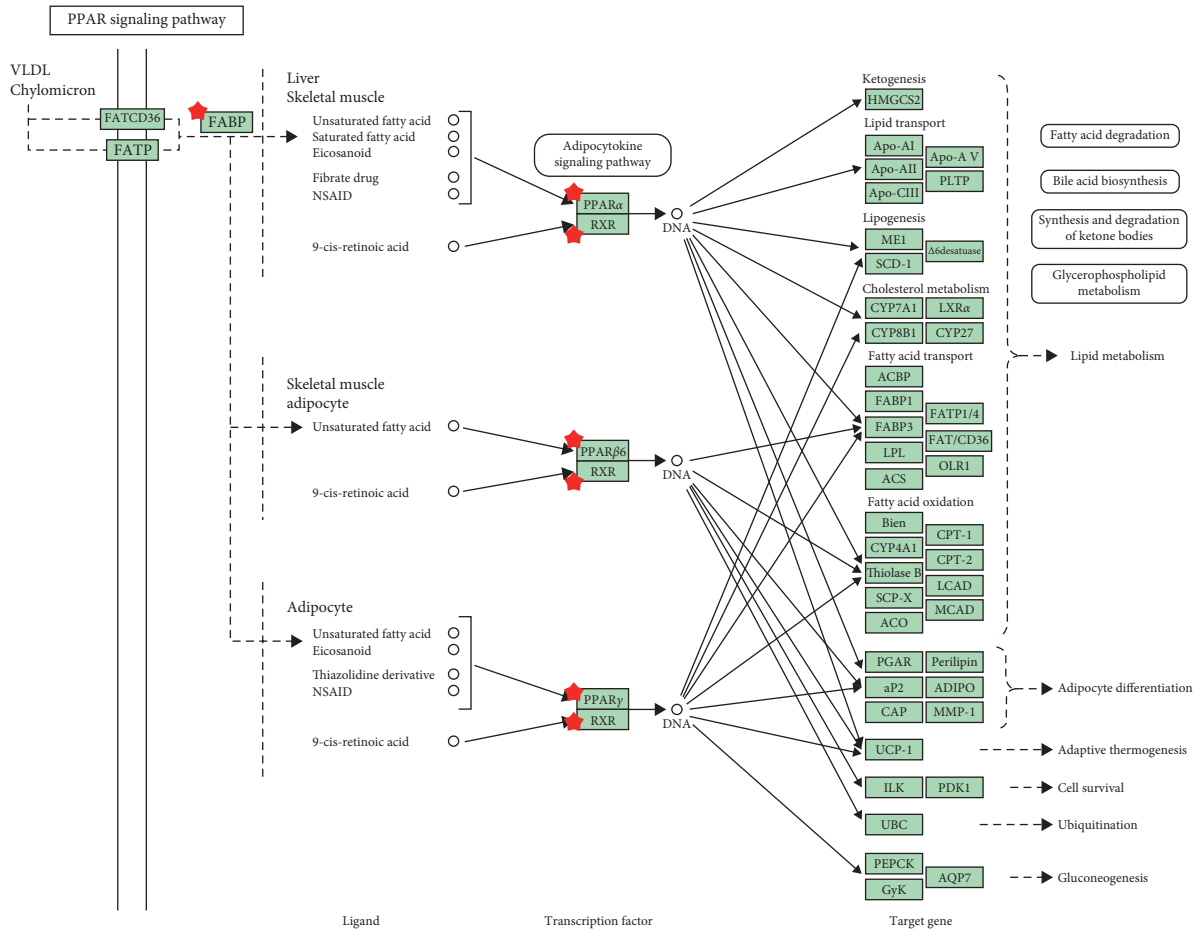 PPAR signaling pathway
VLDL
Chylomicron
FATCD36
FATP
FABP
Liver
Skeletal muscle
Unsaturated fatty acid
Saturated fatty acid
Eicosanoid
Fibrate drug
NSAID
9-cis-retinoic acid
Adipocytokine
signaling pathway
PPARα
RXR
DNA
Skeletal muscle
adipocyte
Unsaturated fatty acid
9-cis-retinoic acid
PPARβ6
RXR
DNA
Adipocyte
Unsaturated fatty acid
Eicosanoid
Thiazolidine derivative
NSAID
9-cis-retinoic acid
PPARγ
RXR
DNA
Ketogenesis
HMGCS2
Lipid transport
Apo-AI
Apo-AII
Apo-CIII
Apo-A V
PLTP
Lipogenesis
ME1
SCD-1
Δ6desatuase
Cholesterol metabolism
CYP7A1
LXRα
CYP8B1
CYP27
Fatty acid transport
ACBP
FABP1
FABP3
LPL
ACS
FATP1/4
FAT/CD36
OLR1
Fatty acid oxidation
Bien
CYP4A1
Thiolase B
SCP-X
ACO
CPT-1
CPT-2
LCAD
MCAD
PGAR
Perilipin
aP2
ADIPO
CAP
MMP-1
UCP-1
ILK
PDK1
UBC
PEPCK
GyK
AQP7
Fatty acid degradation
Bile acid biosynthesis
Synthesis and degradation
of ketone bodies
Glycerophospholipid
metabolism
Lipid metabolism
Adipocyte differentiation
Adaptive thermogenesis
Cell survival
Ubiquitination
Gluconeogenesis
Ligand
Transcription factor
Target gene